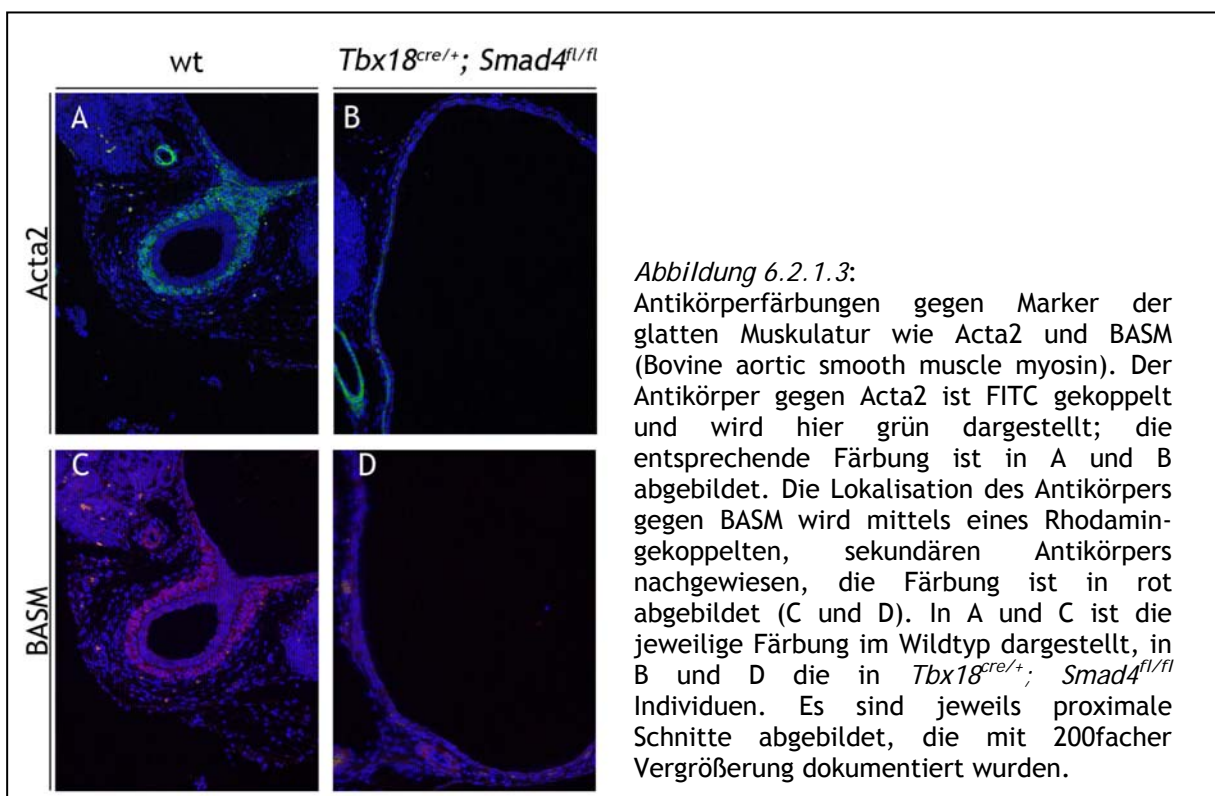 wt
Tbx18cre/+; Smad4fl/fl
A
B
Acta2
C
D
BASM
Abbildung 6.2.1.3:
Antikörperfärbungen gegen Marker der
glatten Muskulatur wie Acta2 und BASM
(Bovine aortic smooth muscle myosin). Der
Antikörper gegen Acta2 ist FITC gekoppelt
und wird hier grün dargestellt; die
entsprechende Färbung ist in A und B
abgebildet. Die Lokalisation des Antikörpers
gegen BASM wird mittels eines Rhodamin-
gekoppelten, sekundären Antikörpers
nachgewiesen, die Färbung ist in rot
abgebildet (C und D). In A und C ist die
jeweilige Färbung im Wildtyp dargestellt, in
B und D die in Tbx18cre/+; Smad4fl/fl
Individuen. Es sind jeweils proximale
Schnitte abgebildet, die mit 200facher
Vergrößerung dokumentiert wurden.